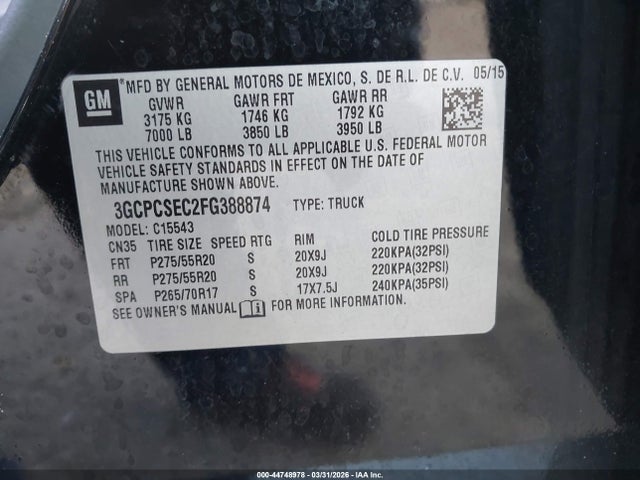 GM ® MFD BY GENERAL MOTORS DE MEXICO, S. DE R.L. DE C.V. 05/15
GVWR GAWR FRT GAWR RR
3175 KG 1746 KG 1792 KG
7000 LB 3850 LB 3950 LB
THIS VEHICLE CONFORMS TO ALL APPLICABLE U.S. FEDERAL MOTOR
VEHICLE SAFETY STANDARDS IN EFFECT ON THE DATE OF
MANUFACTURE SHOWN ABOVE.
3GCPCSEC2FG388874 TYPE: TRUCK
MODEL: C15543
CN35 TIRE SIZE SPEED RTG RIM COLD TIRE PRESSURE
FRT P275/55R20 S 20X9J 220KPA(32PSI)
RR P275/55R20 S 20X9J 220KPA(32PSI)
SPA P265/70R17 S 17X7.5J 240KPA(35PSI)
SEE OWNER'S MANUAL FOR MORE INFORMATION.
000-44748978 - 03/31/2026 - IAAI.COM